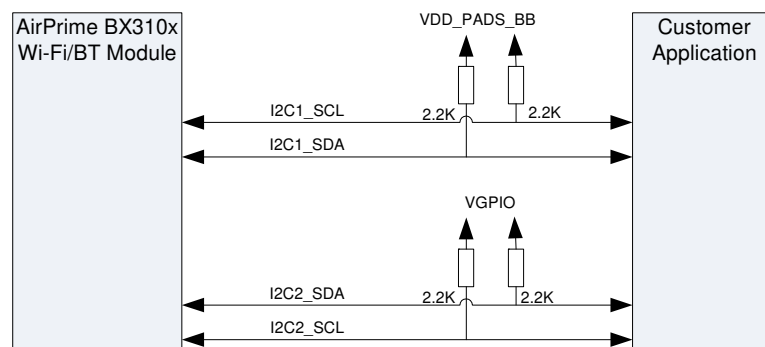 AirPrime BX310x
Wi-Fi/BT Module
VDD_PADS_BB
Customer
Application
I2C1_SCL
2.2K
2.2K
I2C1_SDA
VGPIO
I2C2_SDA
2.2K
2.2K
I2C2_SCL